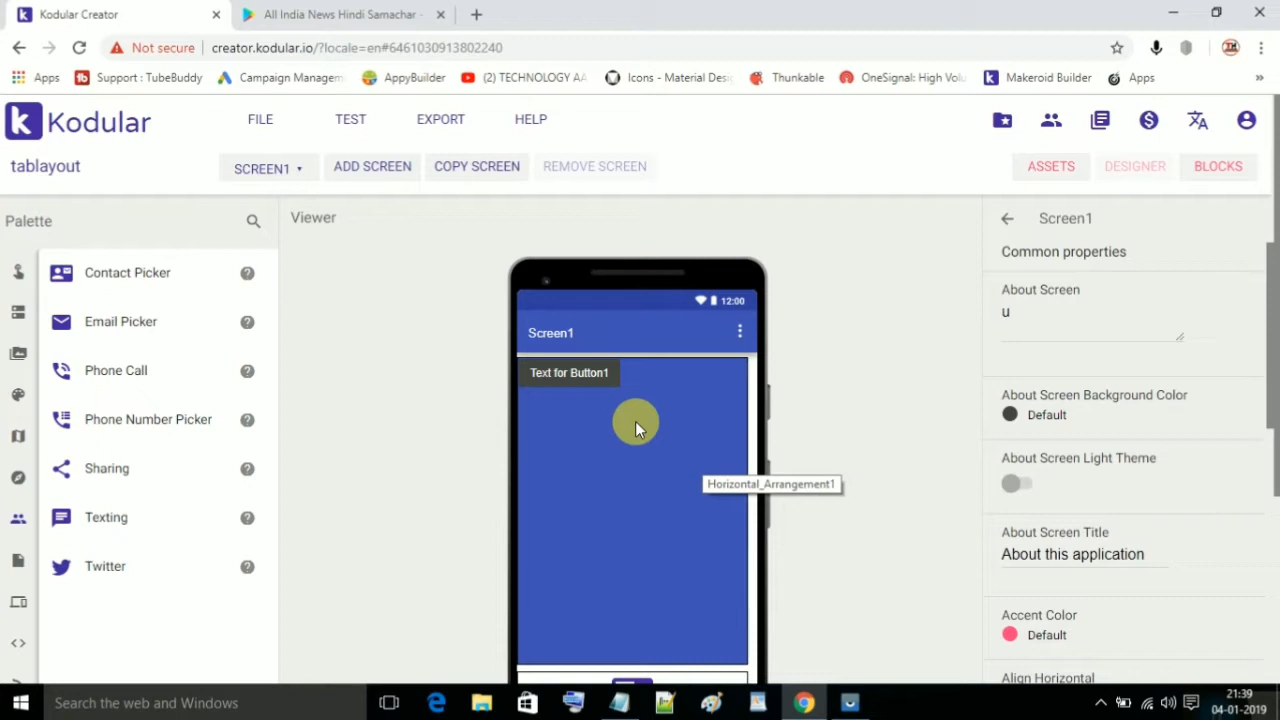 Kodular Creator
All India News Hindi Samachar -
Not secure
creator.kodular.io/?locale=en#6461030913802240
Apps
Support : TubeBuddy
Campaign Managem
AppyBuilder
(2) TECHNOLOGY AA
Icons - Material Desi
Thunkable
OneSignal: High Volu
Makeroid Builder
Apps
»
Kodular
FILE
TEST
EXPORT
HELP
tablayout
SCREEN1
ADD SCREEN
COPY SCREEN
REMOVE SCREEN
ASSETS
DESIGNER
BLOCKS
Palette
Viewer
Screen1
Contact Picker
Email Picker
Phone Call
Phone Number Picker
Sharing
Texting
Twitter
12:00
Screen1
Text for Button1
Horizontal_Arrangement1
Common properties
About Screen
u
About Screen Background Color
Default
About Screen Light Theme
About Screen Title
About this application
Accent Color
Default
Align Horizontal
Search the web and Windows
21:39
04-01-2019